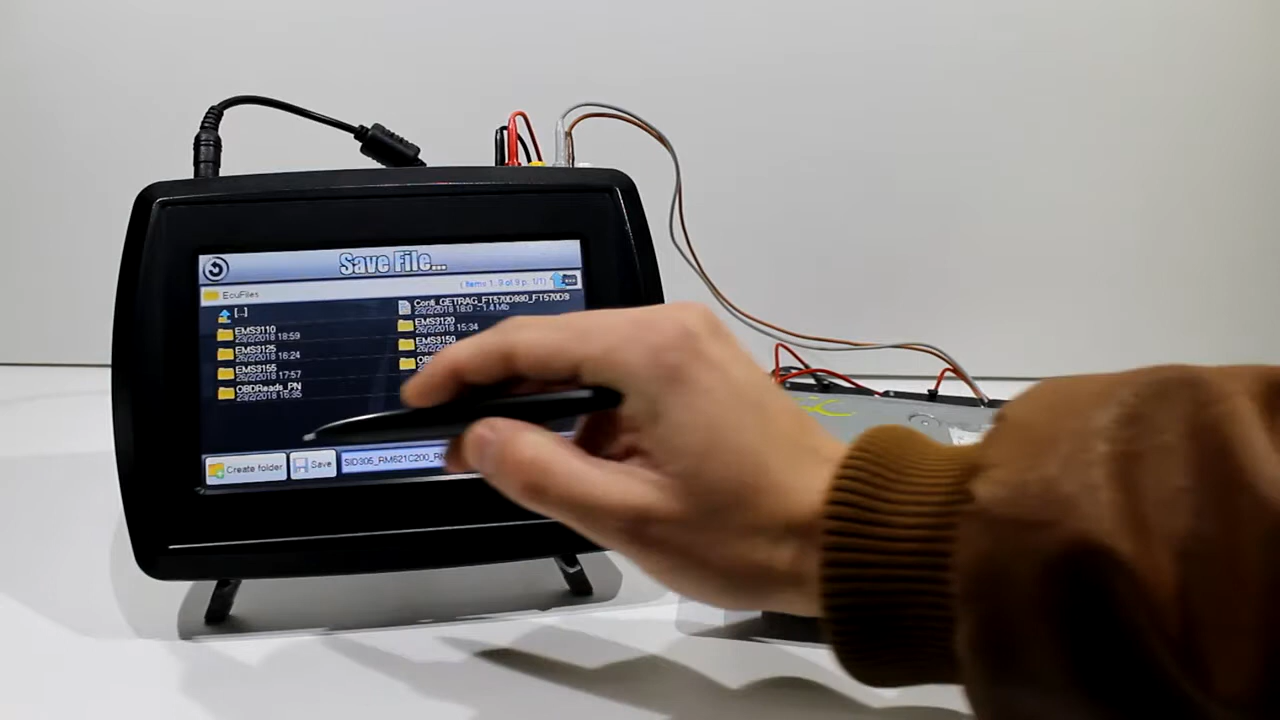 Save File...
EcuFiles
(Items 1..9 of 9 p. 1/1)
[..]
EMS3110
23/2/2018 18:59
EMS3125
26/2/2018 16:24
EMS3155
23/2/2018 17:57
OBDReads_PN
23/2/2018 16:35
Conti_GETRAG_FT570D930_FT570D9
23/2/2018 18:0 - 1.4 Mb
EMS3120
26/2/2018 15:34
EMS3150
Create folder
Save
SID305_RM621C200_RN